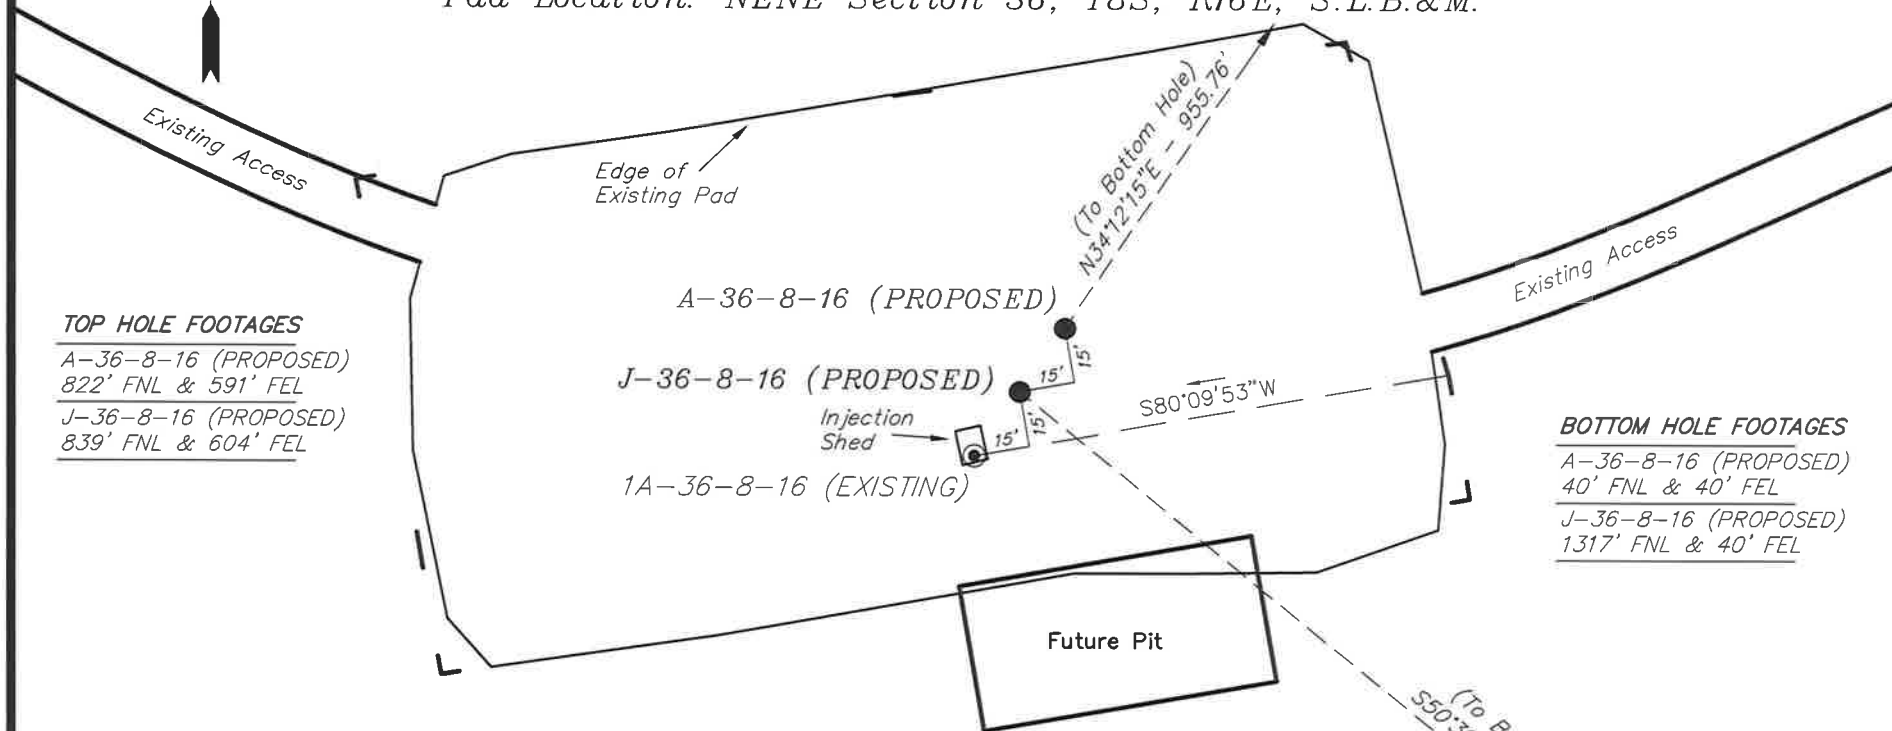 Pad Location: NENE Section 36, T8S, R16E, S.L.B.&M.
Existing Access
Edge of
Existing Pad
(To Bottom Hole)
N34°12'15"E - 955.76'
A-36-8-16 (PROPOSED)
15'
15'
J-36-8-16 (PROPOSED)
Injection
Shed
15'
15'
1A-36-8-16 (EXISTING)
S80°09'53"W
Existing Access
TOP HOLE FOOTAGES
A-36-8-16 (PROPOSED)
822' FNL & 591' FEL
J-36-8-16 (PROPOSED)
839' FNL & 604' FEL
BOTTOM HOLE FOOTAGES
A-36-8-16 (PROPOSED)
40' FNL & 40' FEL
J-36-8-16 (PROPOSED)
1317' FNL & 40' FEL
Future Pit
(To B
S50°3